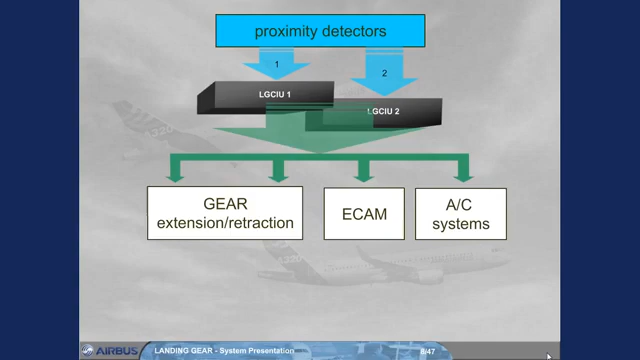 proximity detectors
1
2
LGCIU 1
LGCIU 2
GEAR
extension/retraction
ECAM
A/C
systems
A320
AIRBUS
LANDING GEAR - System Presentation
8/47